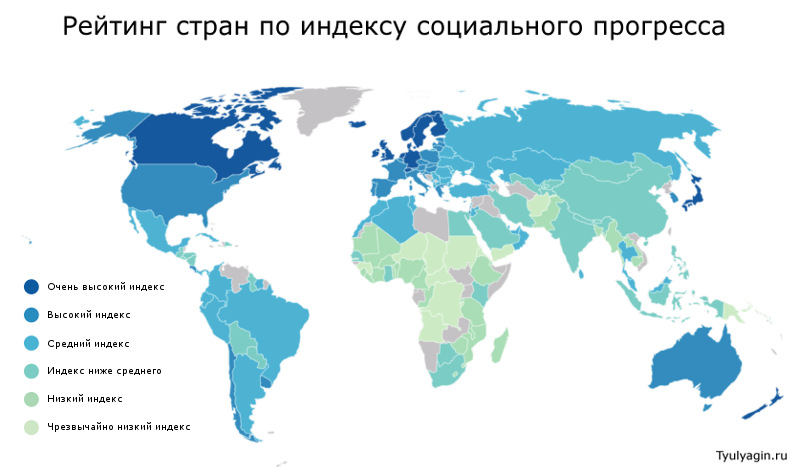 Рейтинг стран по индексу социального прогресса
Очень высокий индекс
Высокий индекс
Средний индекс
Индекс ниже среднего
Низкий индекс
Чрезвычайно низкий индекс
Tyulyagin.ru